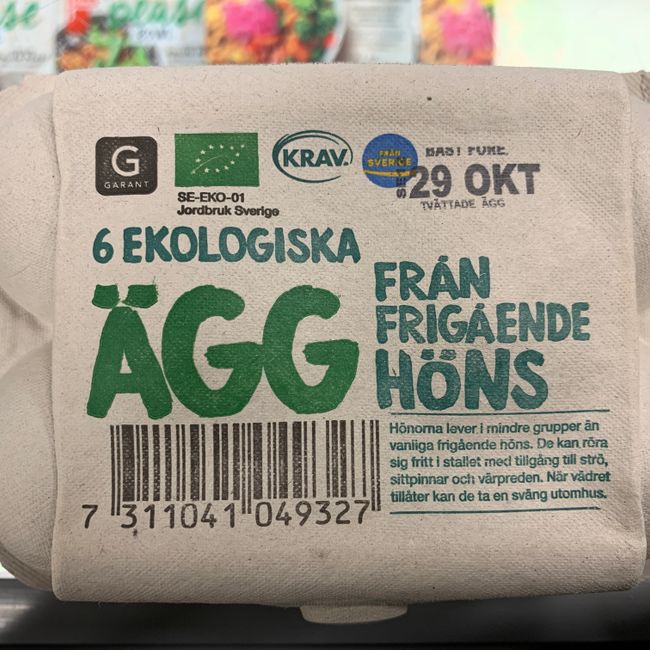 G
GARANT
SE-EKO-01
Jordbruk Sverige
KRAV.
FRÅN
SVERIGE
BÄST FÖRE
29 OKT
TVÄTTADE ÄGG
6 EKOLOGISKA
ÄGG
FRÅN
FRIGÅENDE
HÖNS
Hönorna lever i mindre grupper än
vanliga frigående höns. De kan röra
sig fritt i stallet med tillgång till strö,
sittpinnar och värpreden. När vädret
tillåter kan de ta en sväng utomhus.
7 311041 049327